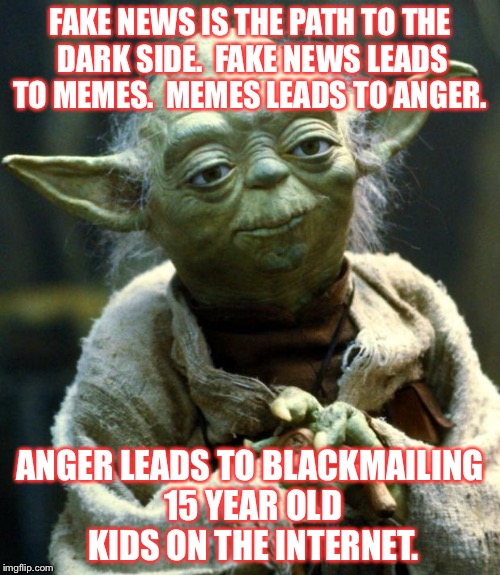 FAKE NEWS IS THE PATH TO THE
DARK SIDE. FAKE NEWS LEADS
TO MEMES. MEMES LEADS TO ANGER.
ANGER LEADS TO BLACKMAILING
15 YEAR OLD
KIDS ON THE INTERNET.
imgflip.com